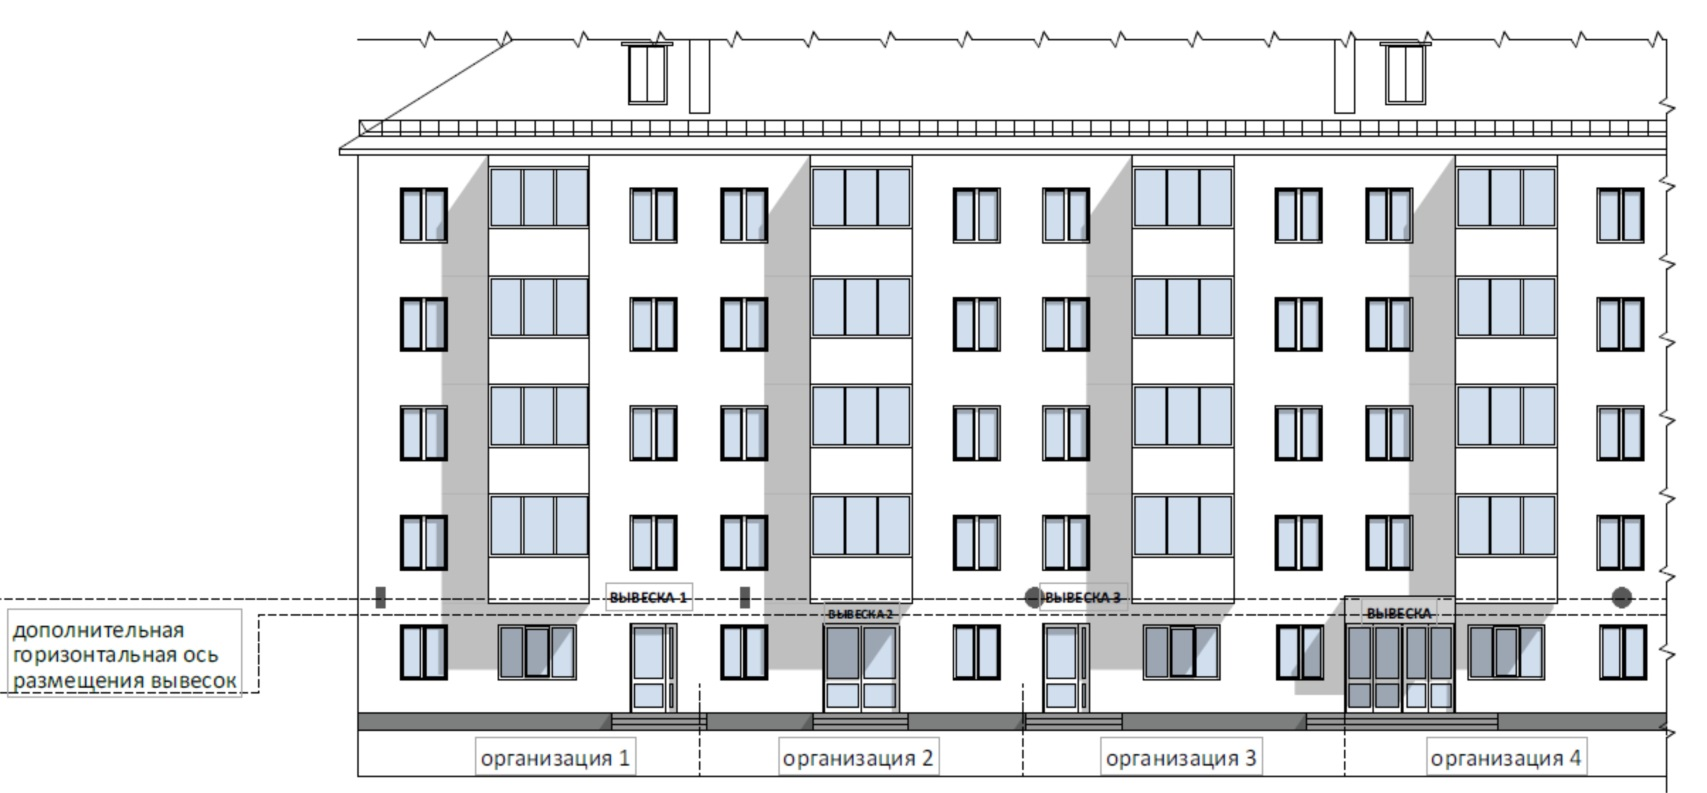 ВЫВЕСКА 1
ВЫВЕСКА 3
ВЫВЕСКА 2
ВЫВЕСКА
дополнительная
горизонтальная ось
размещения вывесок
организация 1
организация 2
организация 3
организация 4